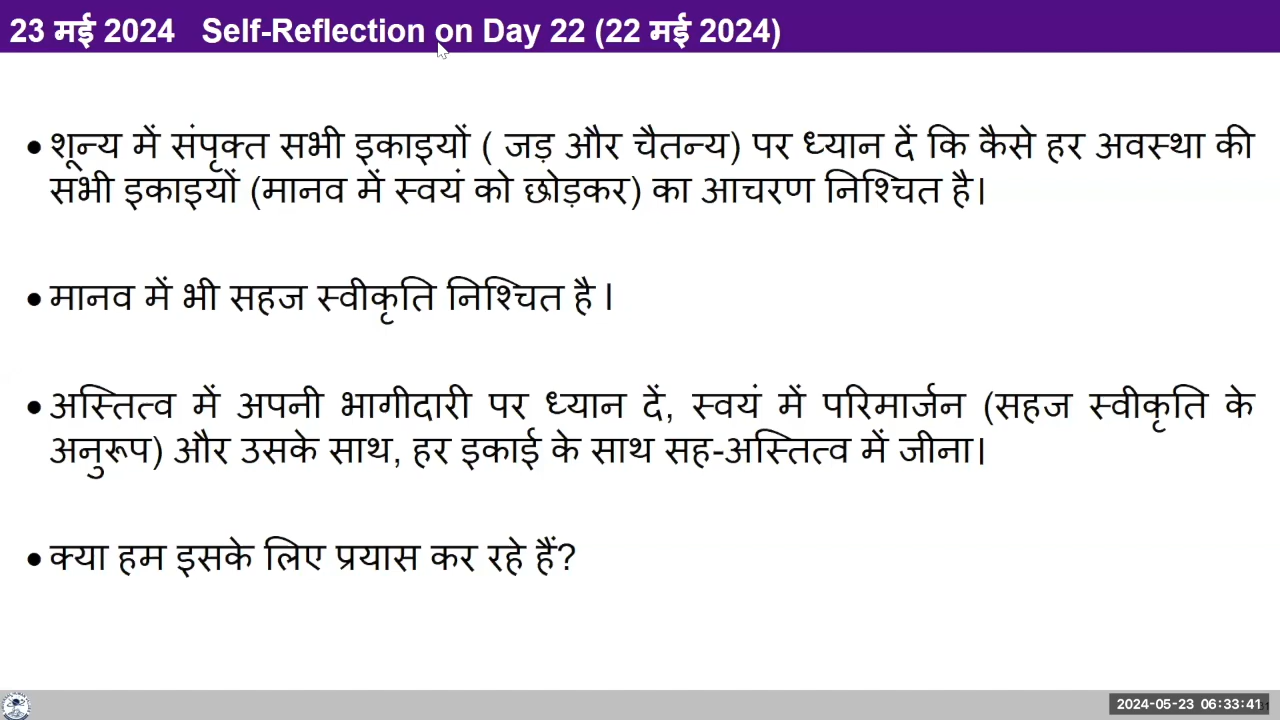 23 मई 2024 Self-Reflection on Day 22 (22 मई 2024)
• शून्य में संपृक्त सभी इकाइयों ( जड़ और चैतन्य) पर ध्यान दें कि कैसे हर अवस्था की
सभी इकाइयों (मानव में स्वयं को छोड़कर) का आचरण निश्चित है।
• मानव में भी सहज स्वीकृति निश्चित है।
• अस्तित्व में अपनी भागीदारी पर ध्यान दें, स्वयं में परिमार्जन (सहज स्वीकृति के
अनुरूप) और उसके साथ, हर इकाई के साथ सह-अस्तित्व में जीना।
• क्या हम इसके लिए प्रयास कर रहे हैं?
2024-05-23 06:33:41